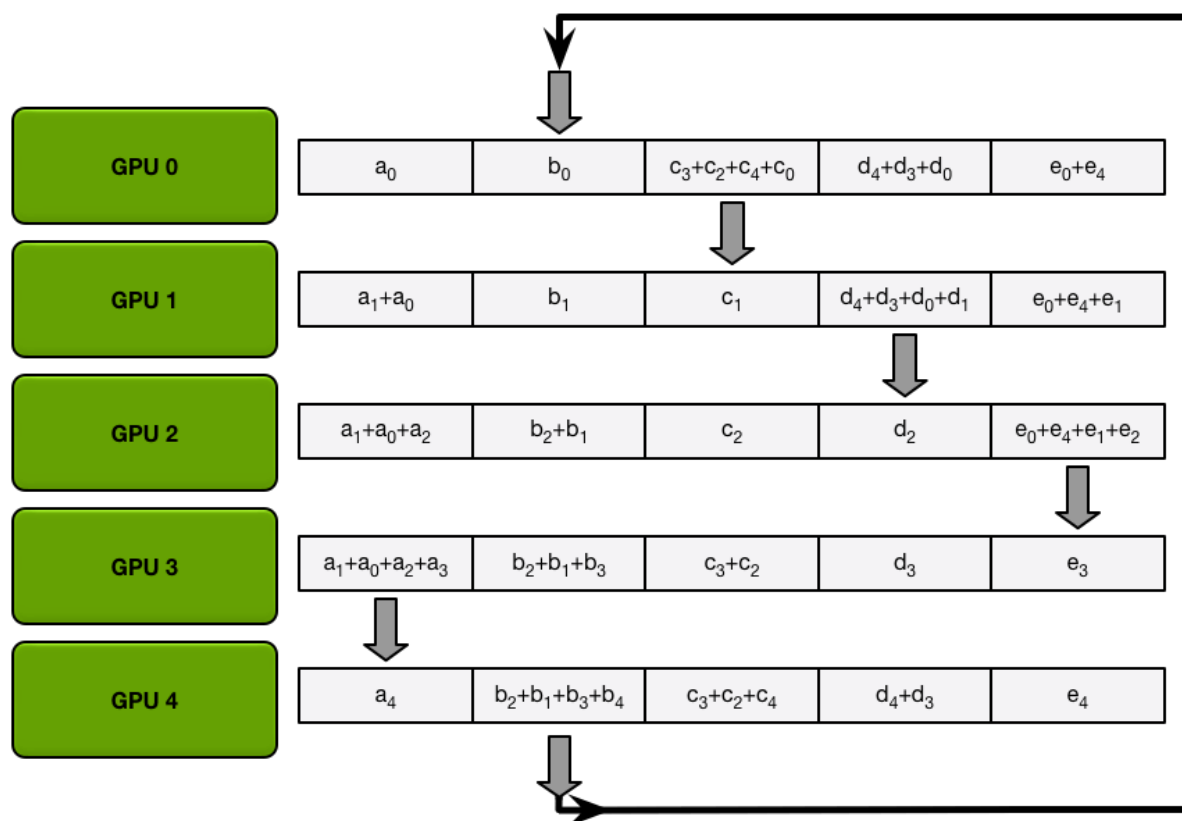 GPU 0 a₀ b₀ c₃+c₂+c₄+c₀ d₄+d₃+d₀ e₀+e₄
GPU 1 a₁+a₀ b₁ c₁ d₄+d₃+d₀+d₁ e₀+e₄+e₁
GPU 2 a₁+a₀+a₂ b₂+b₁ c₂ d₂ e₀+e₄+e₁+e₂
GPU 3 a₁+a₀+a₂+a₃ b₂+b₁+b₃ c₃+c₂ d₃ e₃
GPU 4 a₄ b₂+b₁+b₃+b₄ c₃+c₂+c₄ d₄+d₃ e₄